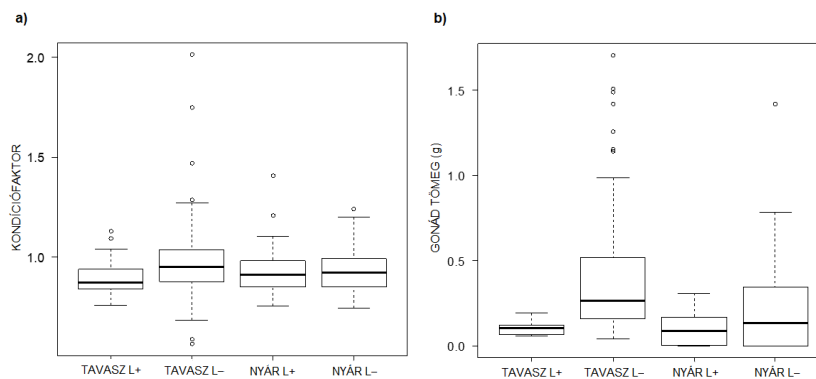 a)
KONDÍCIÓFAKTOR
2.0
1.5
1.0
TAVASZ L+ TAVASZ L– NYÁR L+ NYÁR L–
b)
GONÁD TÖMEG (g)
1.5
1.0
0.5
0.0
TAVASZ L+ TAVASZ L– NYÁR L+ NYÁR L–